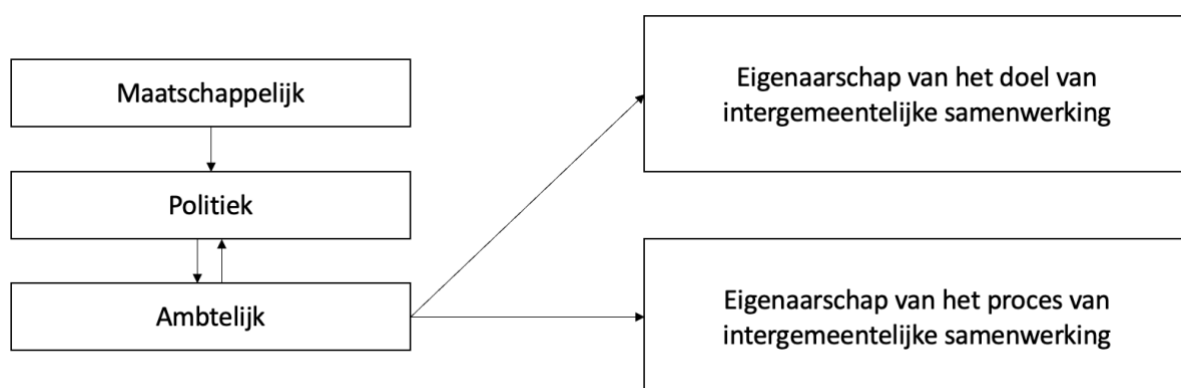 Maatschappelijk
Politiek
Ambtelijk
Eigenaarschap van het doel van
intergemeentelijke samenwerking
Eigenaarschap van het proces van
intergemeentelijke samenwerking